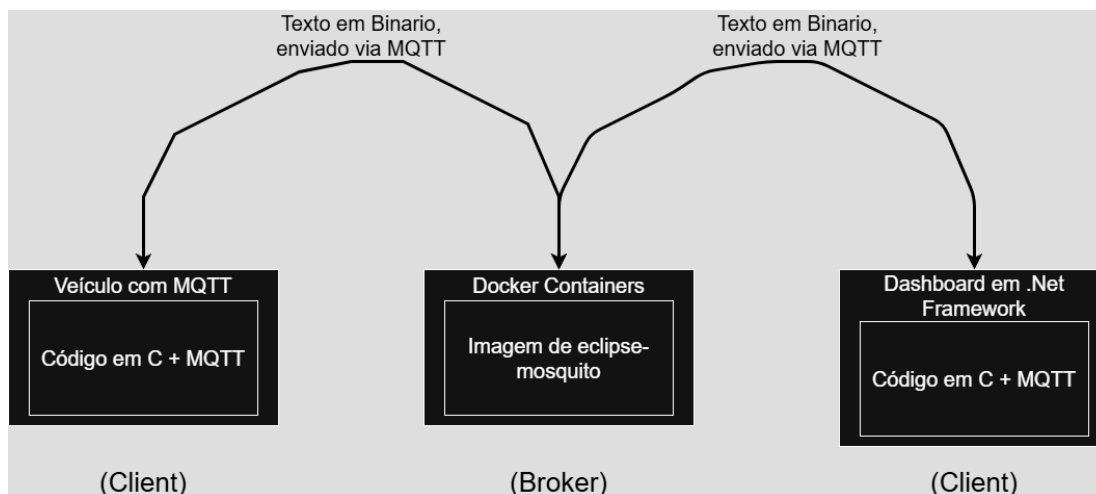 Texto em Binario,
enviado via MQTT
Texto em Binario,
enviado via MQTT
Veículo com MQTT
Código em C + MQTT
(Client)
Docker Containers
Imagem de eclipse-
mosquito
(Broker)
Dashboard em .Net
Framework
Código em C + MQTT
(Client)